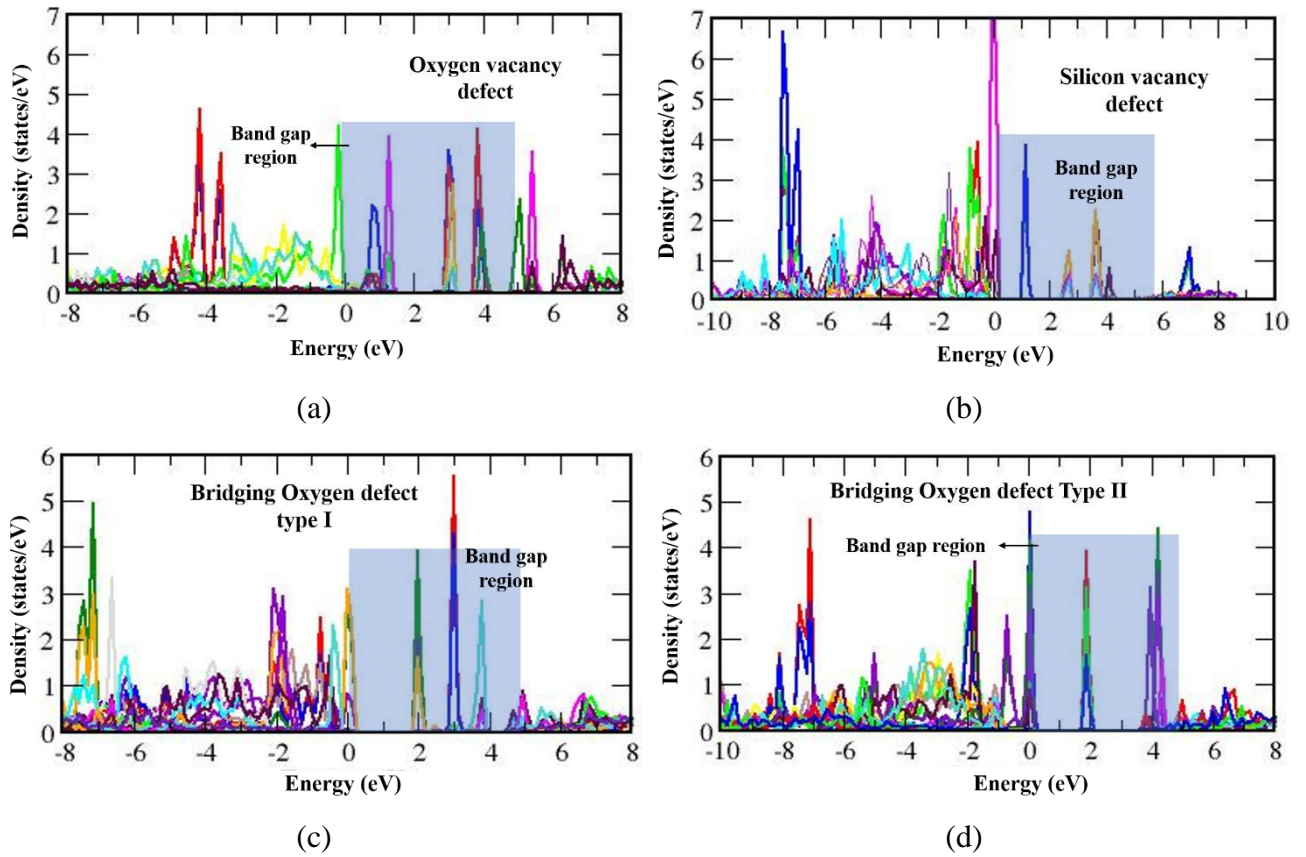 7
6
5
4
3
2
1
0
Density (states/eV)
Oxygen vacancy
defect
Band gap
region
-8 -6 -4 -2 0 2 4 6 8
Energy (eV)
(a)
7
6
5
4
3
2
1
0
Density (states/eV)
Silicon vacancy
defect
Band gap
region
-10 -8 -6 -4 -2 0 2 4 6 8 10
Energy (eV)
(b)
6
5
4
3
2
1
0
Density (states/eV)
Bridging Oxygen defect
type I
Band gap
region
-8 -6 -4 -2 0 2 4 6 8
Energy (eV)
(c)
6
5
4
3
2
1
0
Density (states/eV)
Bridging Oxygen defect Type II
Band gap region
-10 -8 -6 -4 -2 0 2 4 6 8
Energy (eV)
(d)